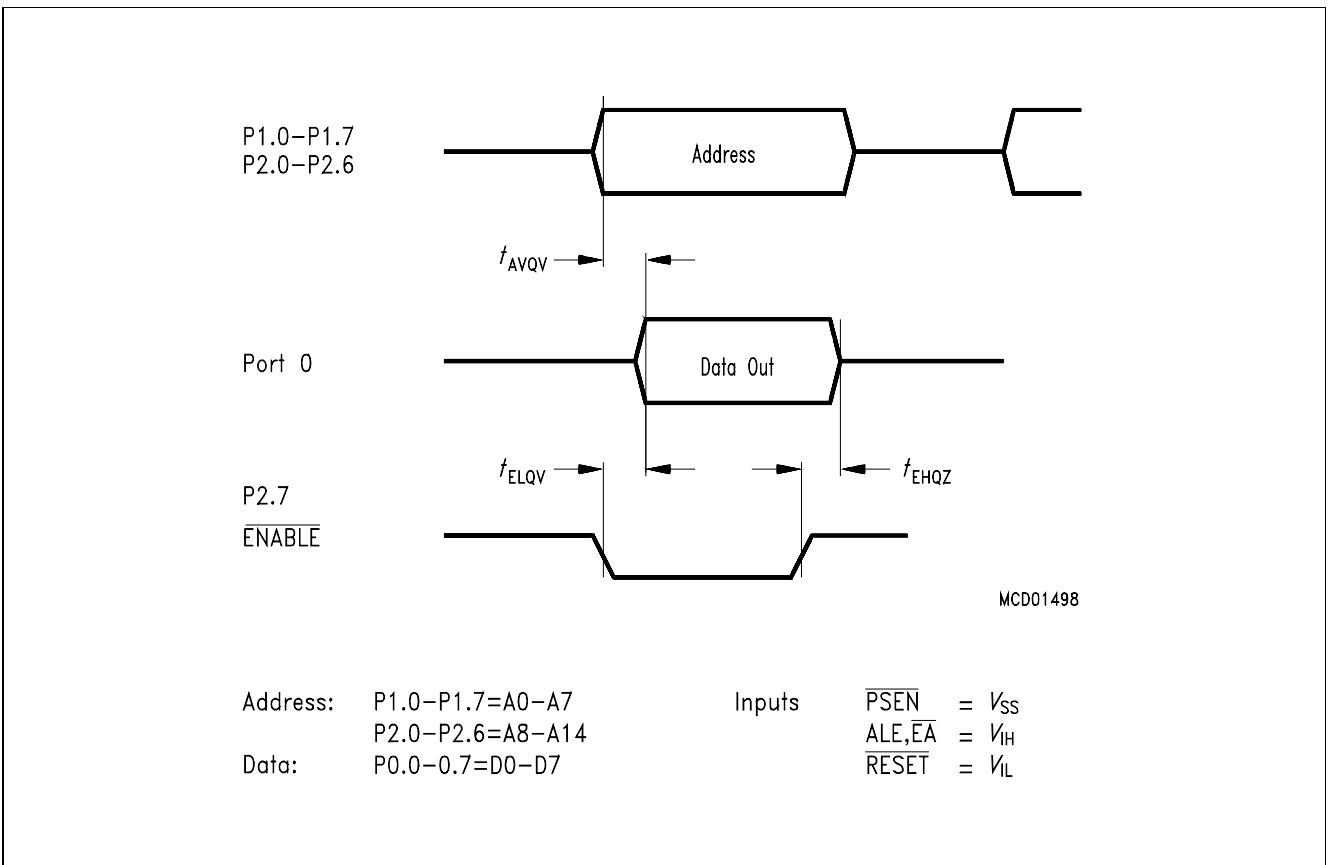 P1.0-P1.7
P2.0-P2.6
Address
tAVQV
Port 0
Data Out
tELQV
tEHQZ
P2.7
ENABLE
MCD01498
Address: P1.0-P1.7=A0-A7 Inputs PSEN = VSS
P2.0-P2.6=A8-A14 ALE,EA = VIH
Data: P0.0-0.7=D0-D7 RESET = VIL